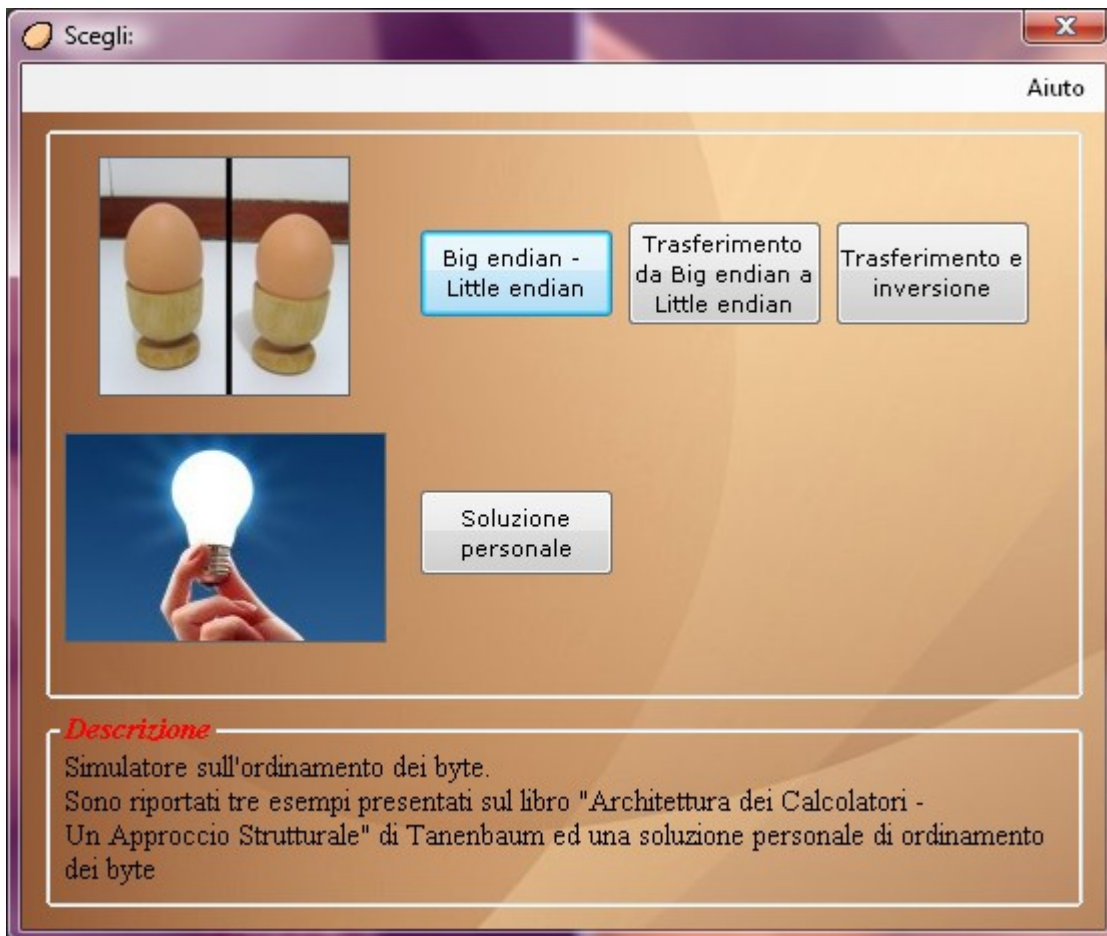 Scegli:
Aiuto
Big endian -
Little endian
Trasferimento
da Big endian a
Little endian
Trasferimento e
inversione
Soluzione
personale
Descrizione
Simulatore sull'ordinamento dei byte.
Sono riportati tre esempi presentati sul libro "Architettura dei Calcolatori -
Un Approccio Strutturale" di Tanenbaum ed una soluzione personale di ordinamento
dei byte